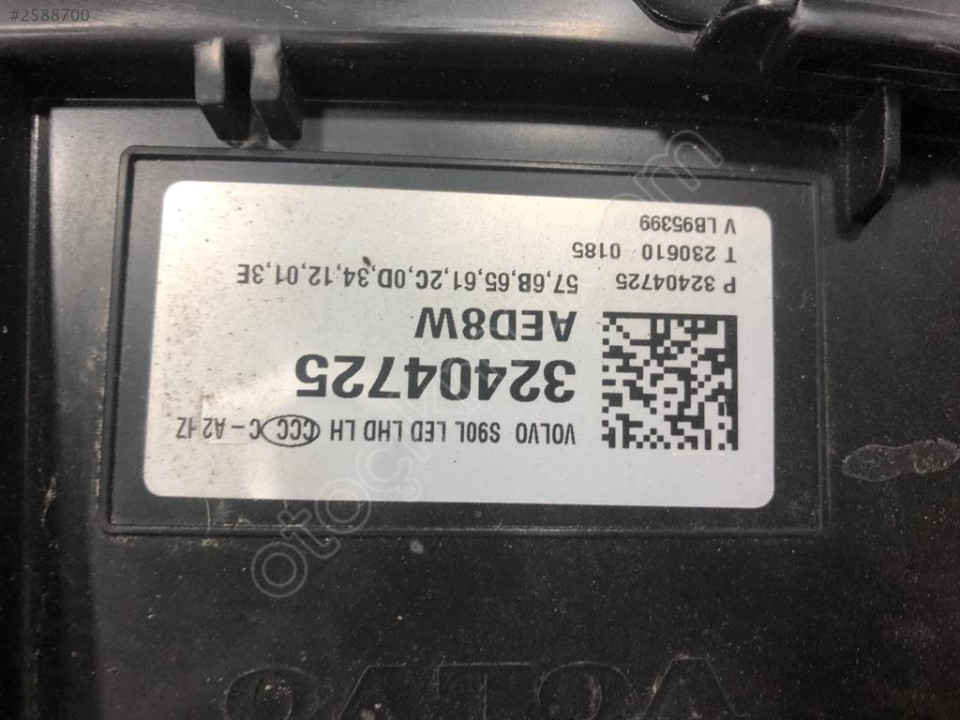 #2588700
VOLVO S90L LED LHD LH CCC C-A2 HZ
32404725
AED8W
57,6B,65,61,2C,0D,34,12,01,3E
P 32404725
T 230610 0185
V LB95399
VOLVO